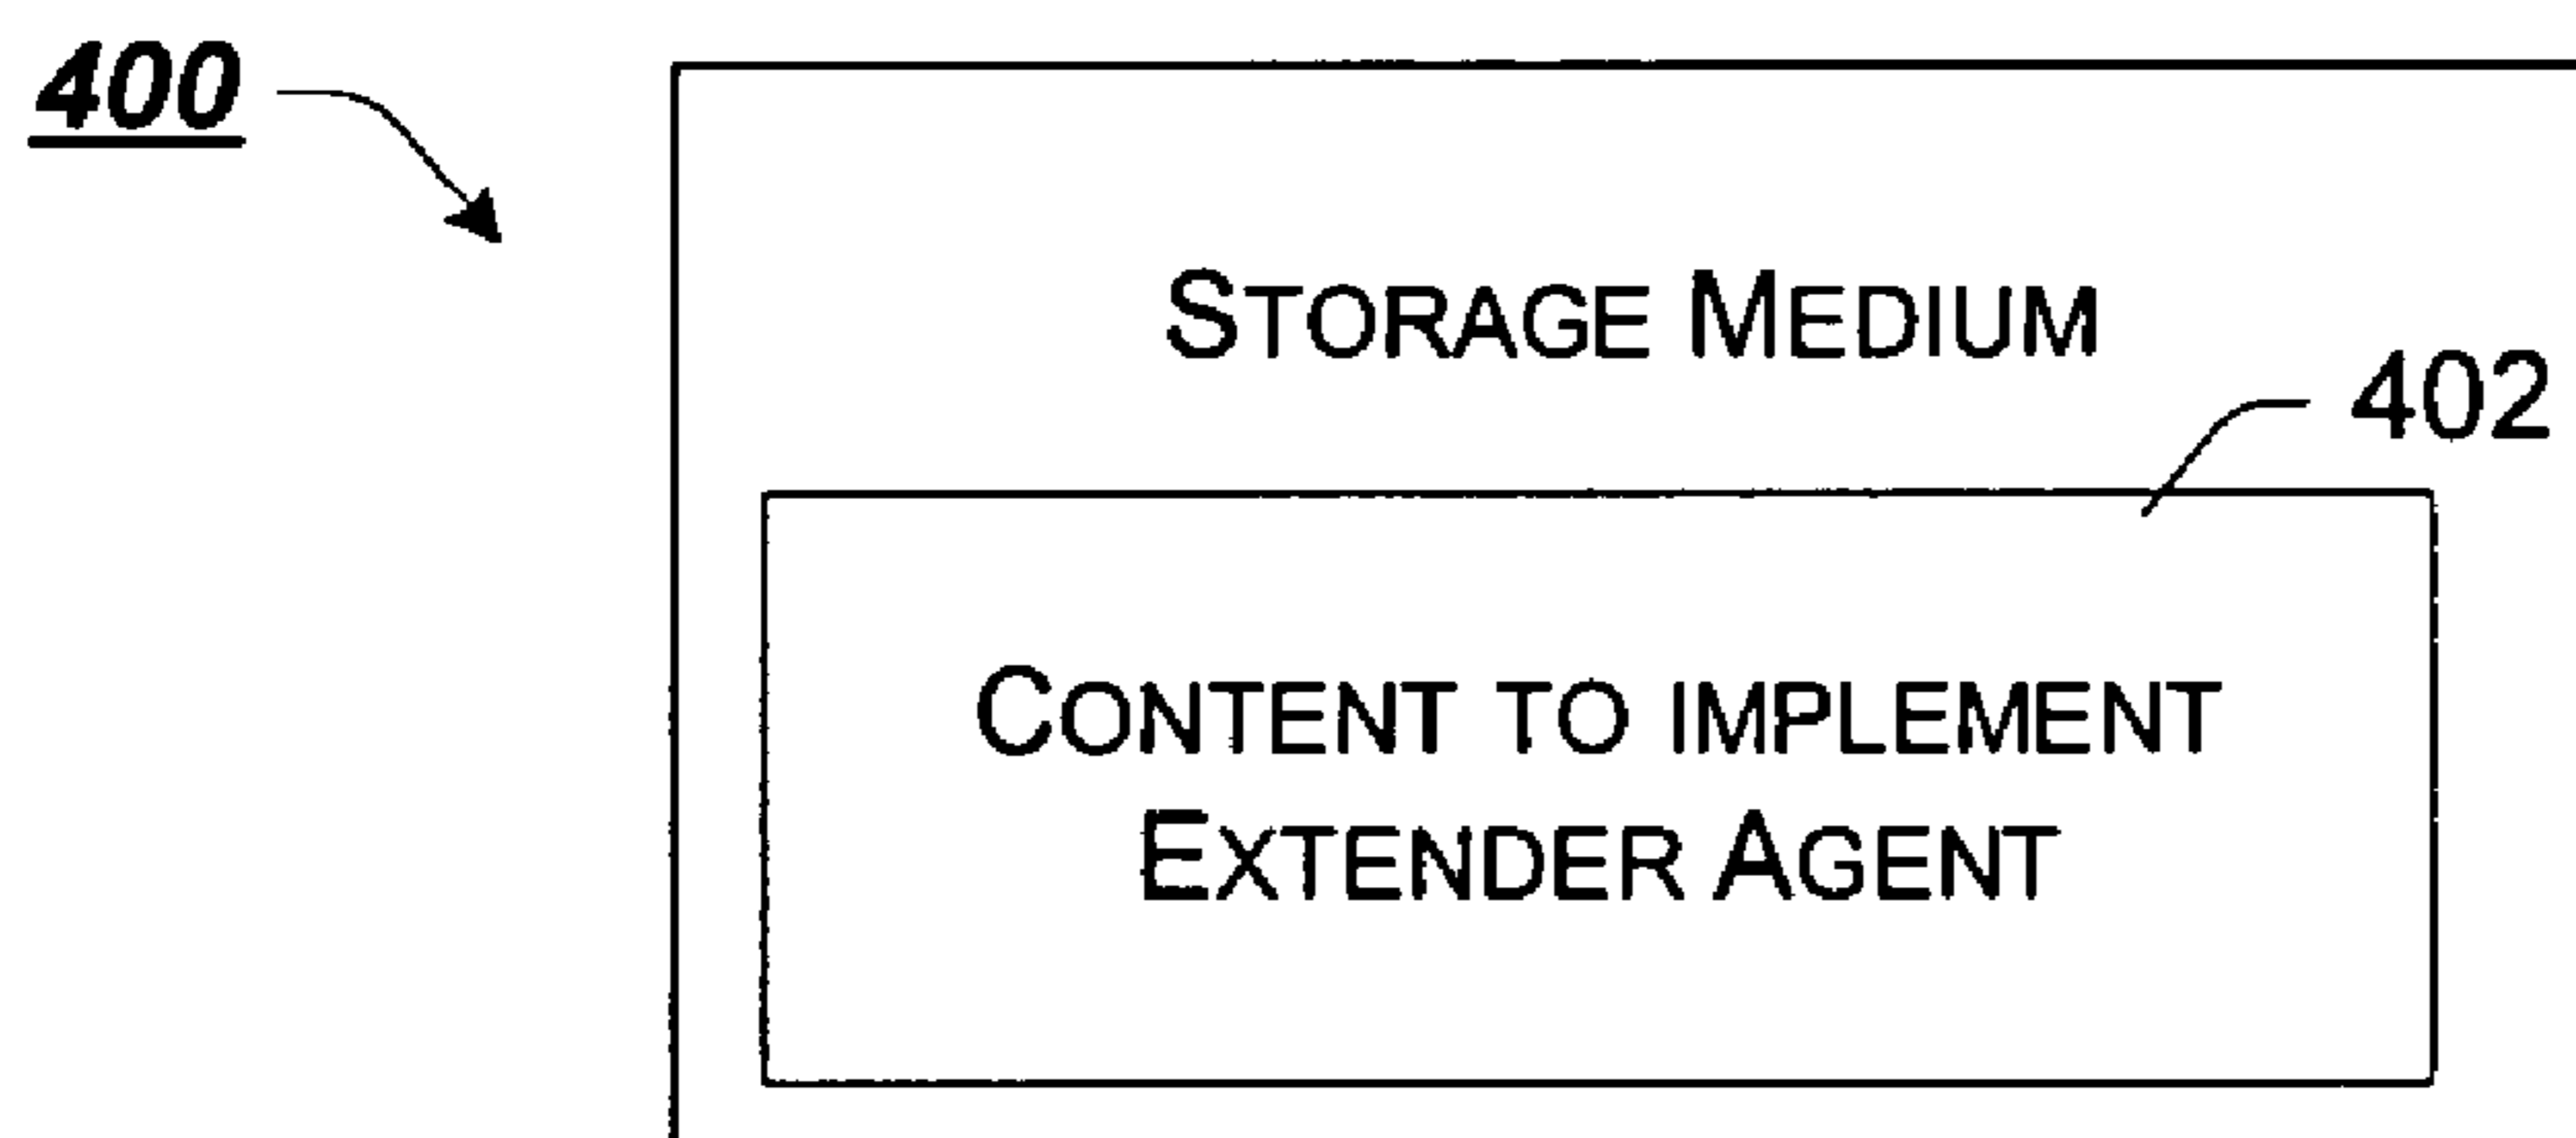 400
STORAGE MEDIUM
402
CONTENT TO IMPLEMENT
EXTENDER AGENT